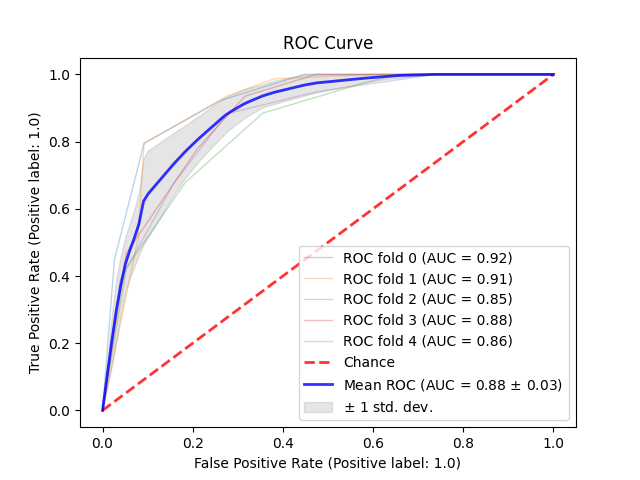 ROC Curve
True Positive Rate (Positive label: 1.0)
1.0
0.8
0.6
0.4
0.2
0.0
ROC fold 0 (AUC = 0.92)
ROC fold 1 (AUC = 0.91)
ROC fold 2 (AUC = 0.85)
ROC fold 3 (AUC = 0.88)
ROC fold 4 (AUC = 0.86)
Chance
Mean ROC (AUC = 0.88 ± 0.03)
± 1 std. dev.
0.0 0.2 0.4 0.6 0.8 1.0
False Positive Rate (Positive label: 1.0)